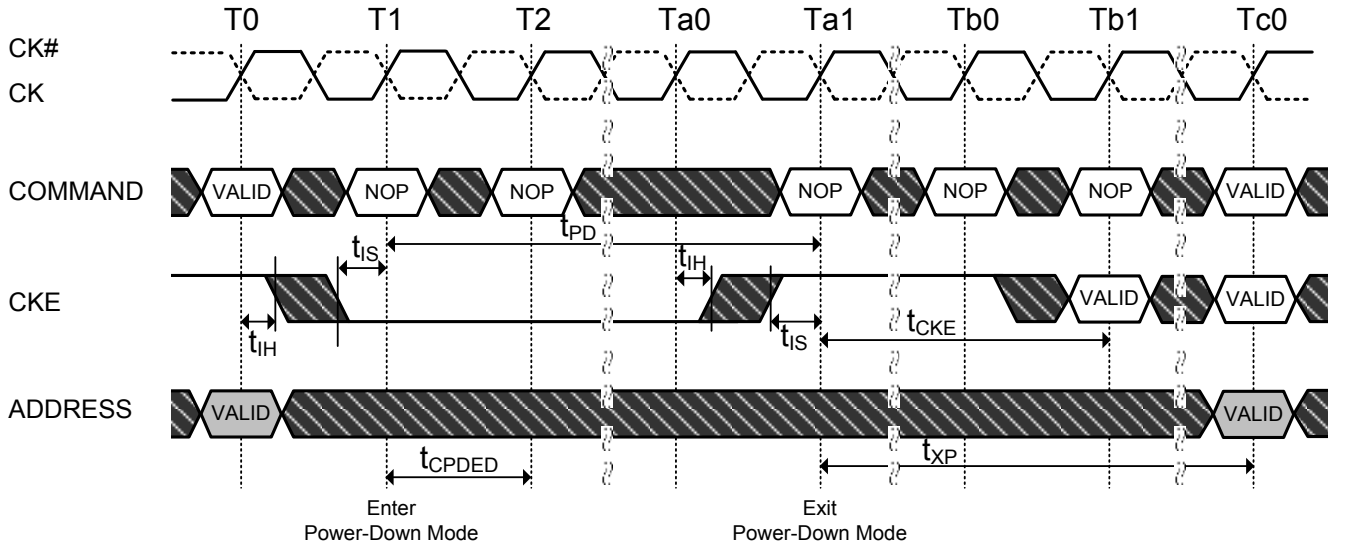 T0 T1 T2 Ta0 Ta1 Tb0 Tb1 Tc0
CK#
CK
COMMAND VALID NOP NOP NOP NOP NOP VALID
tPD
tIS tIH
CKE VALID VALID
tIH tIS tCKE
ADDRESS VALID VALID
tCPDED tXP
Enter
Power-Down Mode
Exit
Power-Down Mode